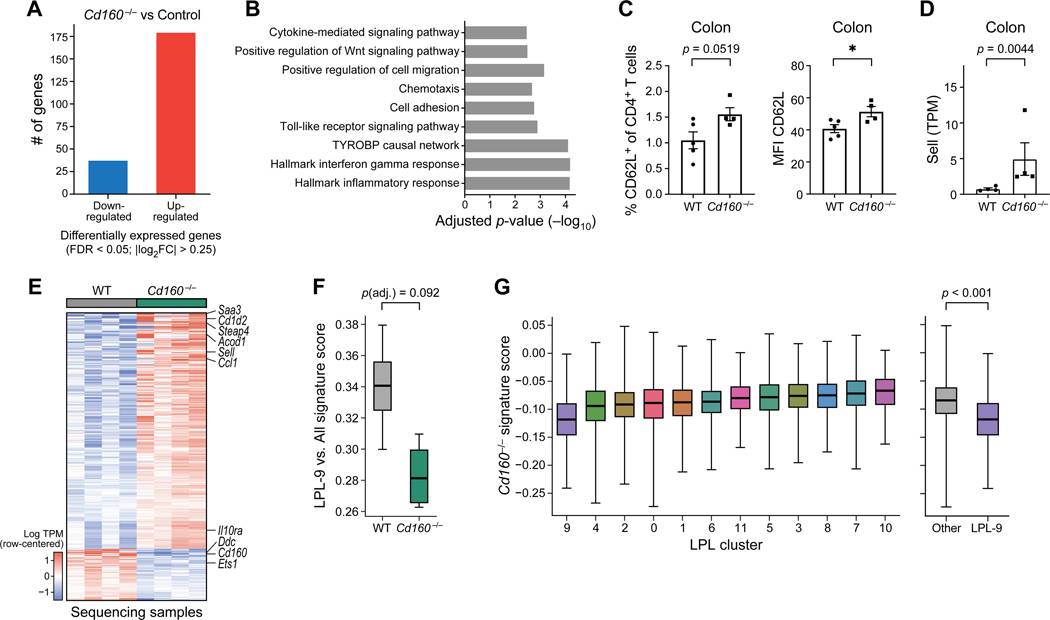 A
Cd160⁻/⁻ vs Control
# of genes
175
150
125
100
75
50
25
0
Down-
regulated
Up-
regulated
Differentially expressed genes
(FDR < 0.05; |log₂FC| > 0.25)
B
Cytokine-mediated signaling pathway
Positive regulation of Wnt signaling pathway
Positive regulation of cell migration
Chemotaxis
Cell adhesion
Toll-like receptor signaling pathway
TYROBP causal network
Hallmark interferon gamma response
Hallmark inflammatory response
0 1 2 3 4
Adjusted p-value (–log₁₀)
C
Colon
p = 0.0519
% CD62L⁺ of CD4⁺ T cells
2.5
2.0
1.5
1.0
0.5
0.0
WT Cd160⁻/⁻
Colon
*
MFI CD62L
80
60
40
20
0
WT Cd160⁻/⁻
D
Colon
p = 0.0044
Sell (TPM)
15
10
5
0
WT Cd160⁻/⁻
E
WT Cd160⁻/⁻
Saa3
Cd1d2
Steap4
Acod1
Sell
Ccl1
Il10ra
Ddc
Cd160
Ets1
Log TPM
(row-centered)
1
0
−1
Sequencing samples
F
p(adj.) = 0.092
LPL-9 vs. All signature score
0.38
0.36
0.34
0.32
0.30
0.28
0.26
WT Cd160⁻/⁻
G
Cd160⁻/⁻ signature score
0.05
0.00
−0.05
−0.10
−0.15
−0.20
−0.25
9 4 2 0 1 6 11 5 3 8 7 10
LPL cluster
p < 0.001
Other LPL-9